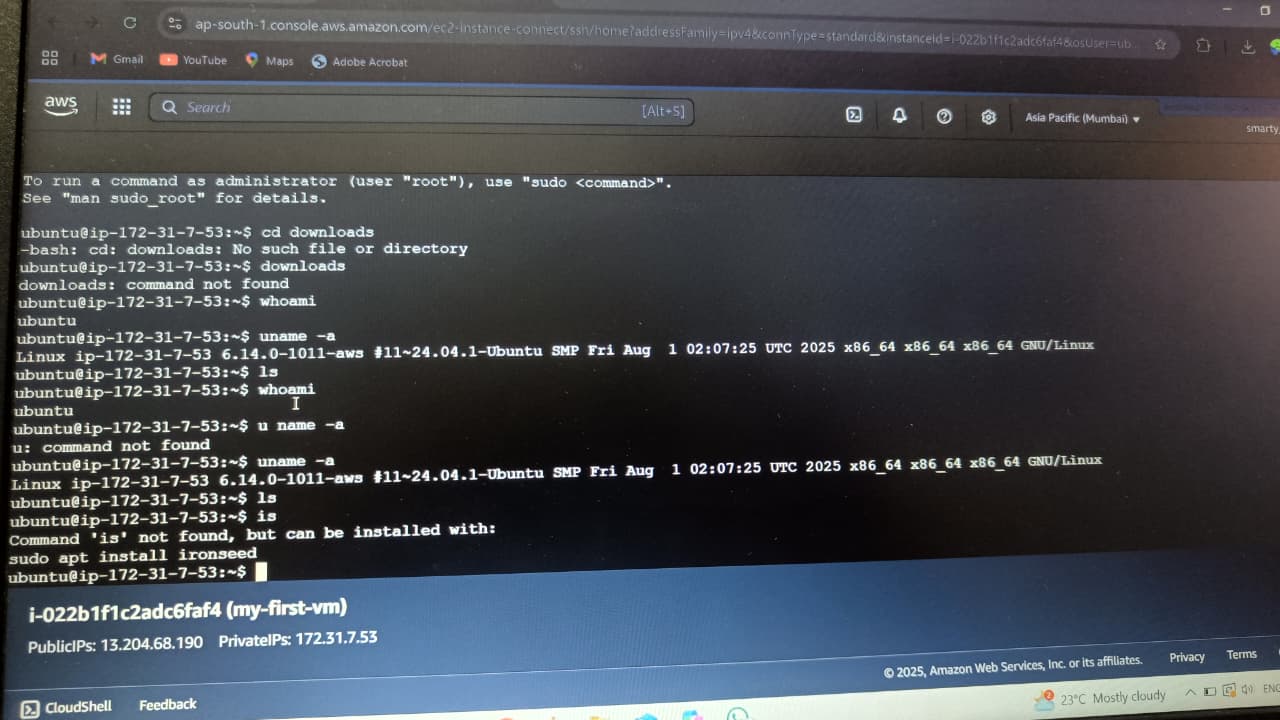 ap-south-1.console.aws.amazon.com/ec2-instance-connect/ssh/home?addressFamily=ipv4&connType=standard&instanceId=i-022b1f1c2adc6faf4&osUser=ub...
Gmail YouTube Maps Adobe Acrobat
aws Search [Alt+S] Asia Pacific (Mumbai)
smarty
To run a command as administrator (user "root"), use "sudo <command>".
See "man sudo_root" for details.
ubuntu@ip-172-31-7-53:~$ cd downloads
-bash: cd: downloads: No such file or directory
ubuntu@ip-172-31-7-53:~$ downloads
downloads: command not found
ubuntu@ip-172-31-7-53:~$ whoami
ubuntu
ubuntu@ip-172-31-7-53:~$ uname -a
Linux ip-172-31-7-53 6.14.0-1011-aws #11~24.04.1-Ubuntu SMP Fri Aug  1 02:07:25 UTC 2025 x86_64 x86_64 x86_64 GNU/Linux
ubuntu@ip-172-31-7-53:~$ ls
ubuntu@ip-172-31-7-53:~$ whoami
ubuntu
ubuntu@ip-172-31-7-53:~$ u name -a
u: command not found
ubuntu@ip-172-31-7-53:~$ uname -a
Linux ip-172-31-7-53 6.14.0-1011-aws #11~24.04.1-Ubuntu SMP Fri Aug  1 02:07:25 UTC 2025 x86_64 x86_64 x86_64 GNU/Linux
ubuntu@ip-172-31-7-53:~$ ls
ubuntu@ip-172-31-7-53:~$ is
Command 'is' not found, but can be installed with:
sudo apt install ironseed
ubuntu@ip-172-31-7-53:~$
i-022b1f1c2adc6faf4 (my-first-vm)
PublicIPs: 13.204.68.190 PrivateIPs: 172.31.7.53
© 2025, Amazon Web Services, Inc. or its affiliates. Privacy Terms
CloudShell Feedback
2 23°C Mostly cloudy ENG